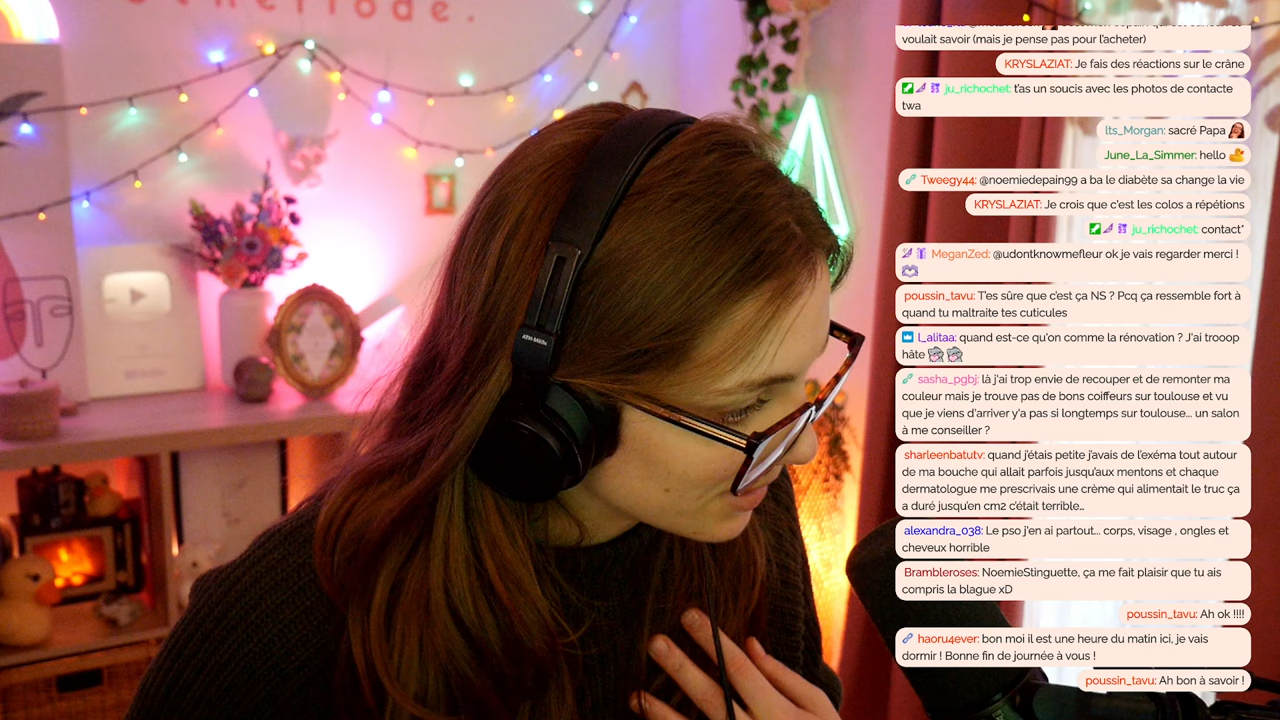 therlode.
voulait savoir (mais je pense pas pour l'acheter)
KRYSLAZIAT: Je fais des réactions sur le crâne
ju_richochet: t'as un soucis avec les photos de contacte
twa
lts_Morgan: sacré Papa
June_La_Simmer: hello
Tweegy44: @noemiedepain99 a ba le diabète sa change la vie
KRYSLAZIAT: Je crois que c'est les colos a répétions
ju_richochet: contact*
MeganZed: @udontknowmefleur ok je vais regarder merci !
poussin_tavu: T'es sûre que c'est ça NS ? Pcq ça ressemble fort à
quand tu maltraite tes cuticules
l_alitaa: quand est-ce qu'on comme la rénovation ? J'ai trooop
hâte
sasha_pgbj: là j'ai trop envie de recouper et de remonter ma
couleur mais je trouve pas de bons coiffeurs sur toulouse et vu
que je viens d'arriver y'a pas si longtemps sur toulouse... un salon
à me conseiller ?
sharleenbatutv: quand j'étais petite j'avais de l'exéma tout autour
de ma bouche qui allait parfois jusqu'aux mentons et chaque
dermatologue me prescrivais une crème qui alimentait le truc ça
a duré jusqu'en cm2 c'était terrible...
alexandra_038: Le pso j'en ai partout... corps, visage , ongles et
cheveux horrible
Brambleroses: NoemieStinguette, ça me fait plaisir que tu ais
compris la blague xD
poussin_tavu: Ah ok !!!!
haoru4ever: bon moi il est une heure du matin ici, je vais
dormir ! Bonne fin de journée à vous !
poussin_tavu: Ah bon à savoir !